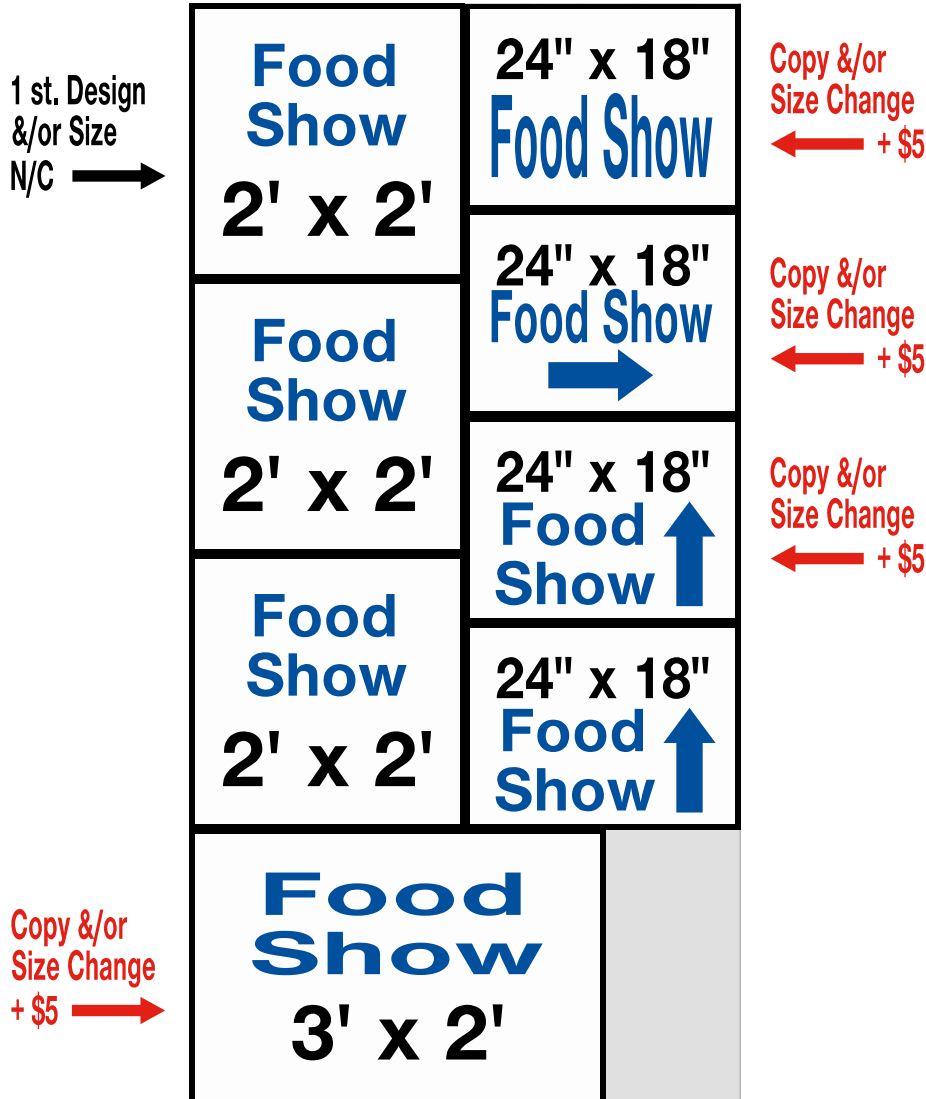 1 st. Design
&/or Size
N/C
Food
Show
2' x 2'
Food
Show
2' x 2'
Food
Show
2' x 2'
Copy &/or
Size Change
+ $5
Food
Show
3' x 2'
24" x 18"
Food Show
Copy &/or
Size Change
+ $5
24" x 18"
Food Show
Copy &/or
Size Change
+ $5
24" x 18"
Food
Show
Copy &/or
Size Change
+ $5
24" x 18"
Food
Show